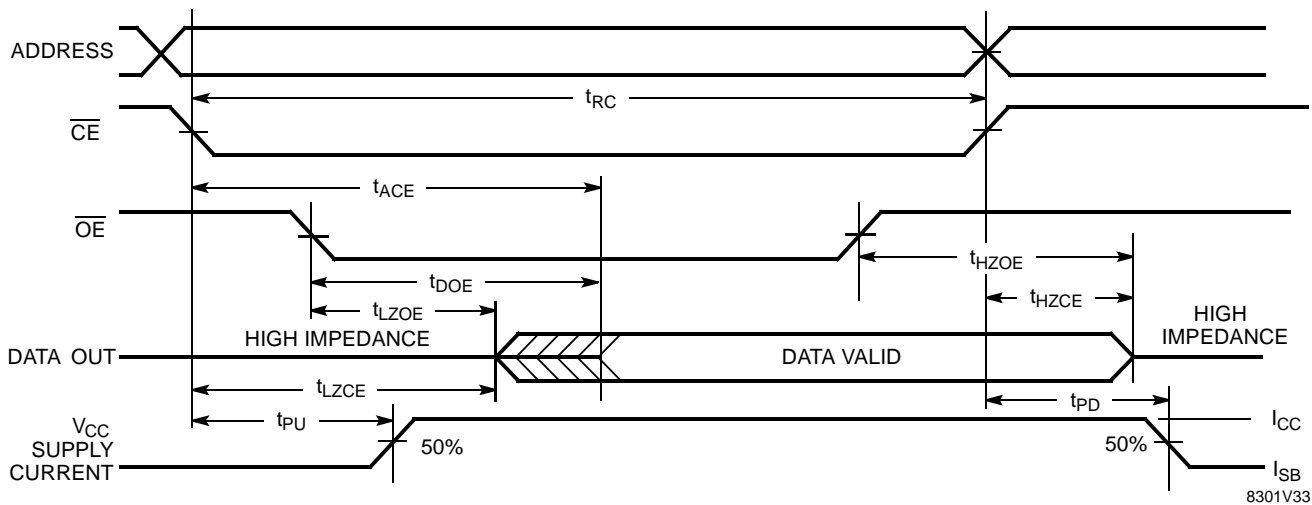 ADDRESS
tRC
CE
tACE
OE
tHZOE
tDOE
tHZCE
tLZOE
HIGH IMPEDANCE
HIGH
IMPEDANCE
DATA OUT
DATA VALID
tLZCE
tPU
tPD
VCC
SUPPLY
CURRENT
50%
50%
ICC
ISB
8301V33